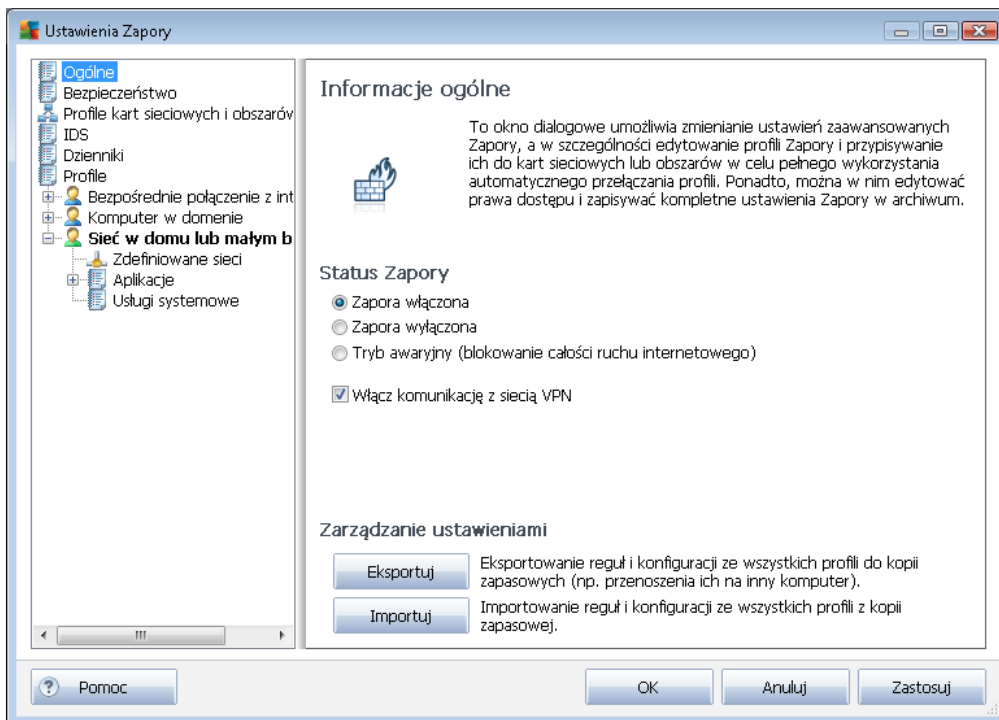 Ustawienia Zapory
Ogólne
Bezpieczeństwo
Profile kart sieciowych i obszarów
IDS
Dzienniki
Profile
Bezpośrednie połączenie z int
Komputer w domenie
Sieć w domu lub małym b
Zdefiniowane sieci
Aplikacje
Usługi systemowe
Informacje ogólne
To okno dialogowe umożliwia zmienianie ustawień zaawansowanych
Zapory, a w szczególności edytowanie profili Zapory i przypisywanie
ich do kart sieciowych lub obszarów w celu pełnego wykorzystania
automatycznego przełączania profili. Ponadto, można w nim edytować
prawa dostępu i zapisywać kompletne ustawienia Zapory w archiwum.
Status Zapory
Zapora włączona
Zapora wyłączona
Tryb awaryjny (blokowanie całości ruchu internetowego)
Włącz komunikację z siecią VPN
Zarządzanie ustawieniami
Eksportuj
Eksportowanie reguł i konfiguracji ze wszystkich profili do kopii
zapasowych (np. przenoszenia ich na inny komputer).
Importuj
Importowanie reguł i konfiguracji ze wszystkich profili z kopii
zapasowej.
Pomoc
OK
Anuluj
Zastosuj